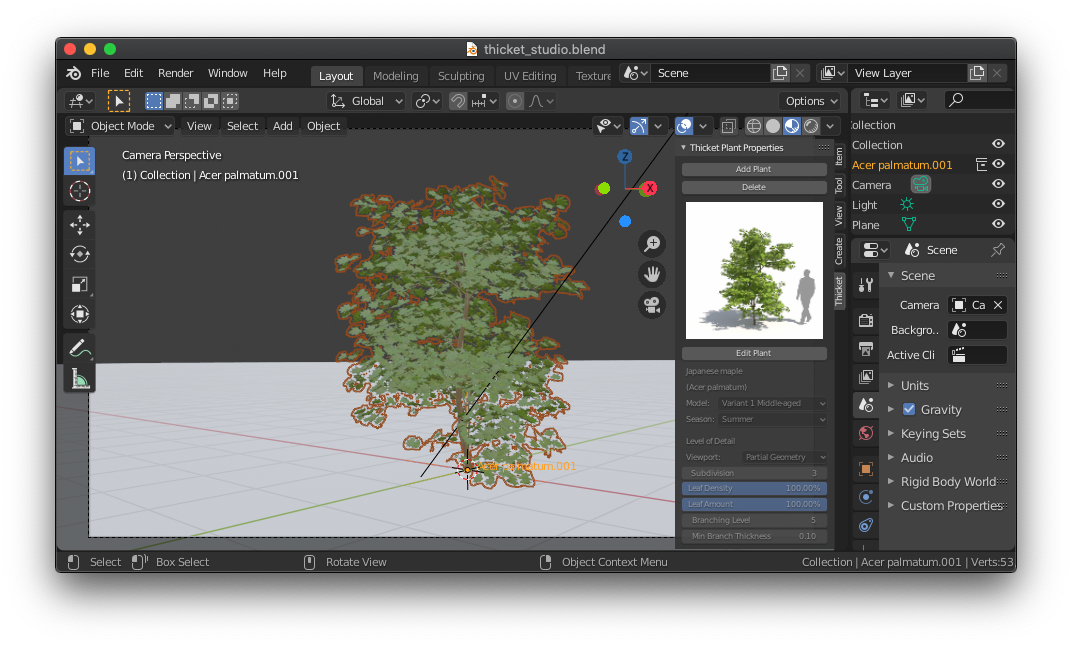 thicket_studio.blend
File Edit Render Window Help Layout Modeling Sculpting UV Editing Texture Scene View Layer
Global Options
Object Mode View Select Add Object
Camera Perspective
(1) Collection | Acer palmatum.001
Z
X
Acer palmatum.001
Thicket Plant Properties
Add Plant
Delete
Edit Plant
Japanese maple
(Acer palmatum)
Model: Variant 1 Middle-aged
Season: Summer
Level of Detail
Viewport: Partial Geometry
Subdivision 3
Leaf Density 100.00%
Leaf Amount 100.00%
Branching Level 5
Min Branch Thickness 0.10
Item
Tool
View
Create
Thicket
ollection
Collection
Acer palmatum.001
Camera
Light
Plane
Scene
Scene
Camera Ca
Backgro..
Active Cli
Units
Gravity
Keying Sets
Audio
Rigid Body World
Custom Properties
Select Box Select Rotate View Object Context Menu Collection | Acer palmatum.001 | Verts:53